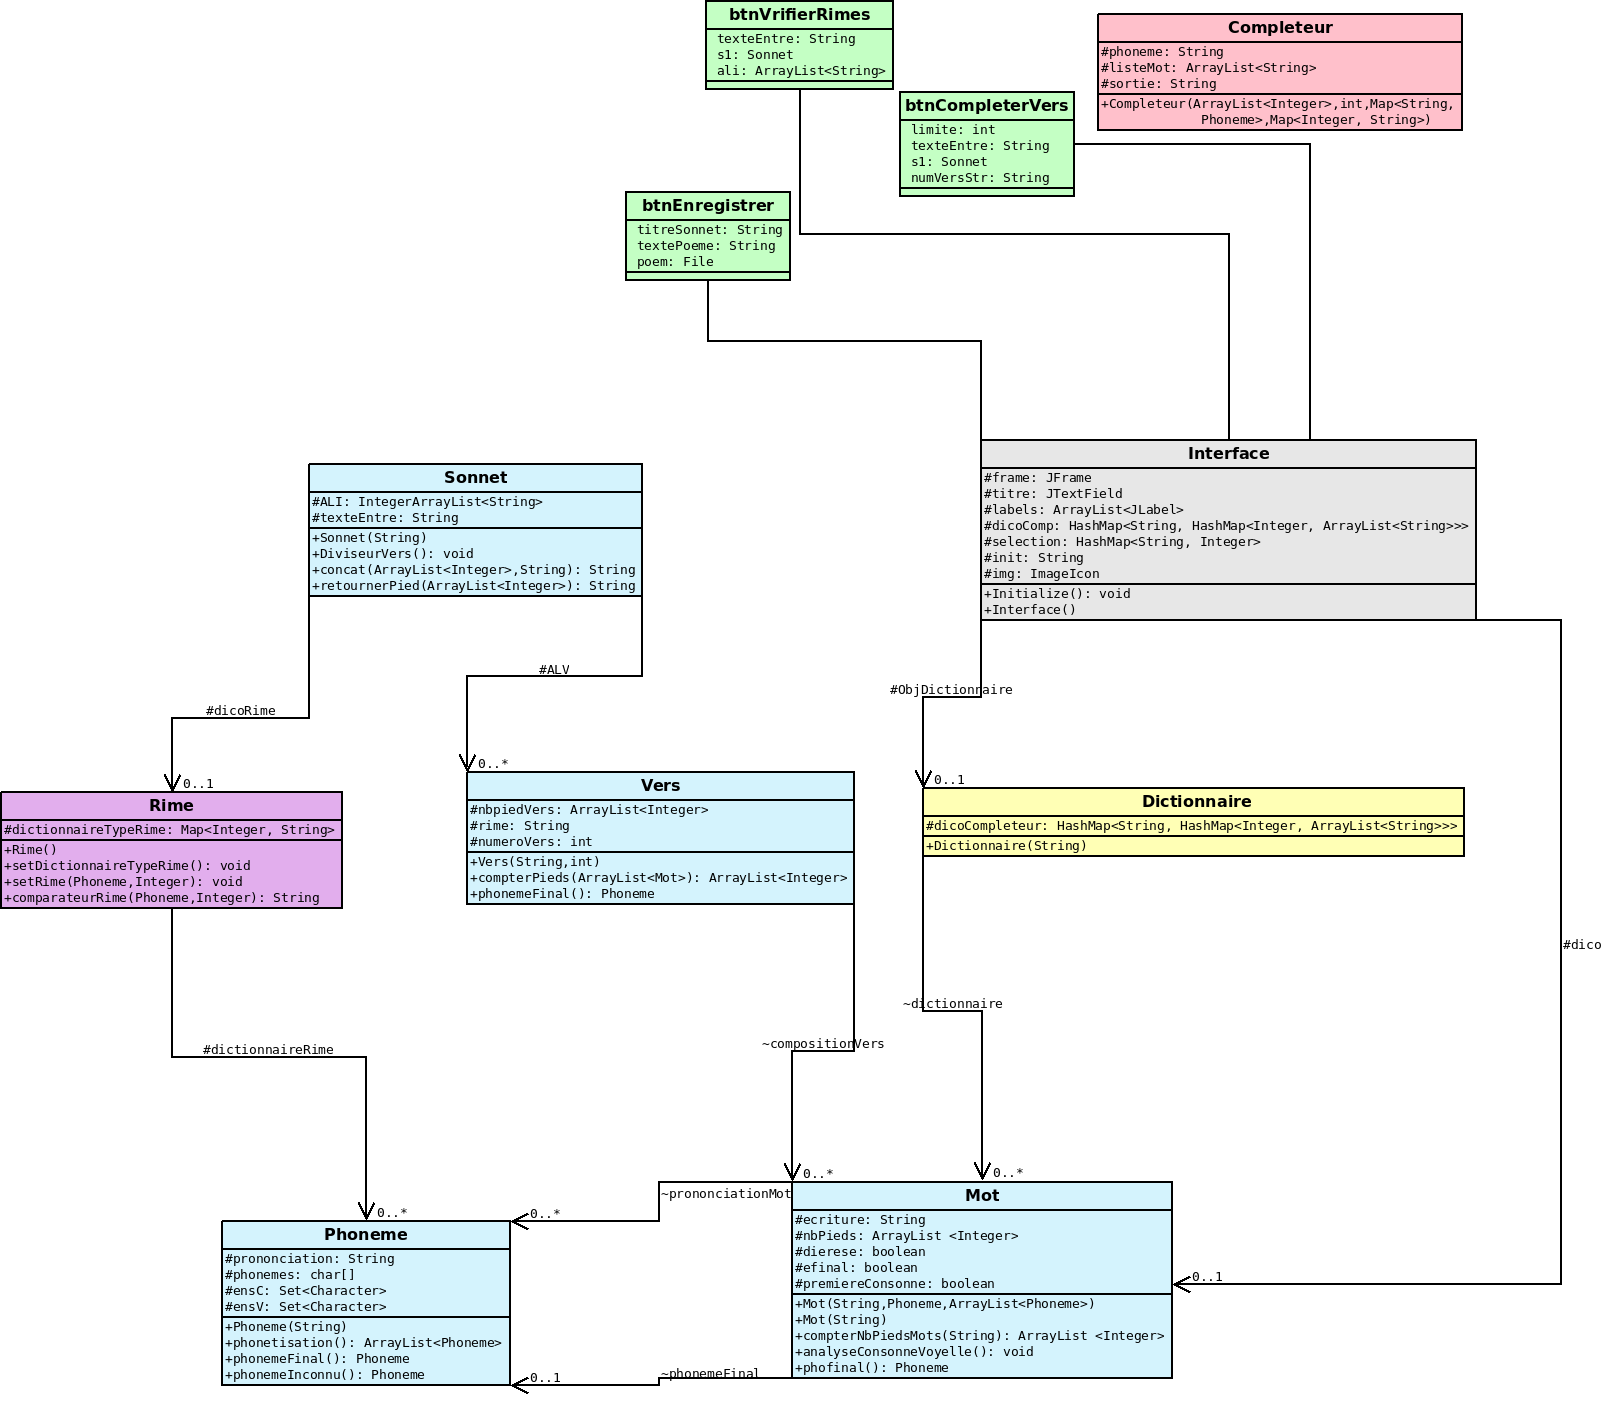 btnVrifierRimes
texteEntre: String
s1: Sonnet
ali: ArrayList<String>
Completeur
#phoneme: String
#listeMot: ArrayList<String>
#sortie: String
+Completeur(ArrayList<Integer>,int,Map<String,
Phoneme>,Map<Integer, String>)
btnCompleterVers
limite: int
texteEntre: String
s1: Sonnet
numVersStr: String
btnEnregistrer
titreSonnet: String
textePoeme: String
poem: File
Interface
#frame: JFrame
#titre: JTextField
#labels: ArrayList<JLabel>
#dicoComp: HashMap<String, HashMap<Integer, ArrayList<String>>>
#selection: HashMap<String, Integer>
#init: String
#img: ImageIcon
+Initialize(): void
+Interface()
Sonnet
#ALI: IntegerArrayList<String>
#texteEntre: String
+Sonnet(String)
+DiviseurVers(): void
+concat(ArrayList<Integer>,String): String
+retournerPied(ArrayList<Integer>): String
#ALV
#ObjDictionnaire
#dicoRime
0..*
0..1
0..1
Rime
#dictionnaireTypeRime: Map<Integer, String>
+Rime()
+setDictionnaireTypeRime(): void
+setRime(Phoneme,Integer): void
+comparateurRime(Phoneme,Integer): String
Vers
#nbpiedVers: ArrayList<Integer>
#rime: String
#numeroVers: int
+Vers(String,int)
+compterPieds(ArrayList<Mot>): ArrayList<Integer>
+phonemeFinal(): Phoneme
Dictionnaire
#dicoCompleteur: HashMap<String, HashMap<Integer, ArrayList<String>>>
+Dictionnaire(String)
#dico
~dictionnaire
~compositionVers
#dictionnaireRime
0..*
0..*
~prononciationMot
0..*
0..*
Phoneme
#prononciation: String
#phonemes: char[]
#ensC: Set<Character>
#ensV: Set<Character>
+Phoneme(String)
+phonetisation(): ArrayList<Phoneme>
+phonemeFinal(): Phoneme
+phonemeInconnu(): Phoneme
Mot
#ecriture: String
#nbPieds: ArrayList <Integer>
#dierese: boolean
#efinal: boolean
#premiereConsonne: boolean
+Mot(String,Phoneme,ArrayList<Phoneme>)
+Mot(String)
+compterNbPiedsMots(String): ArrayList <Integer>
+analyseConsonneVoyelle(): void
+phofinal(): Phoneme
0..1
~phonemeFinal
0..1